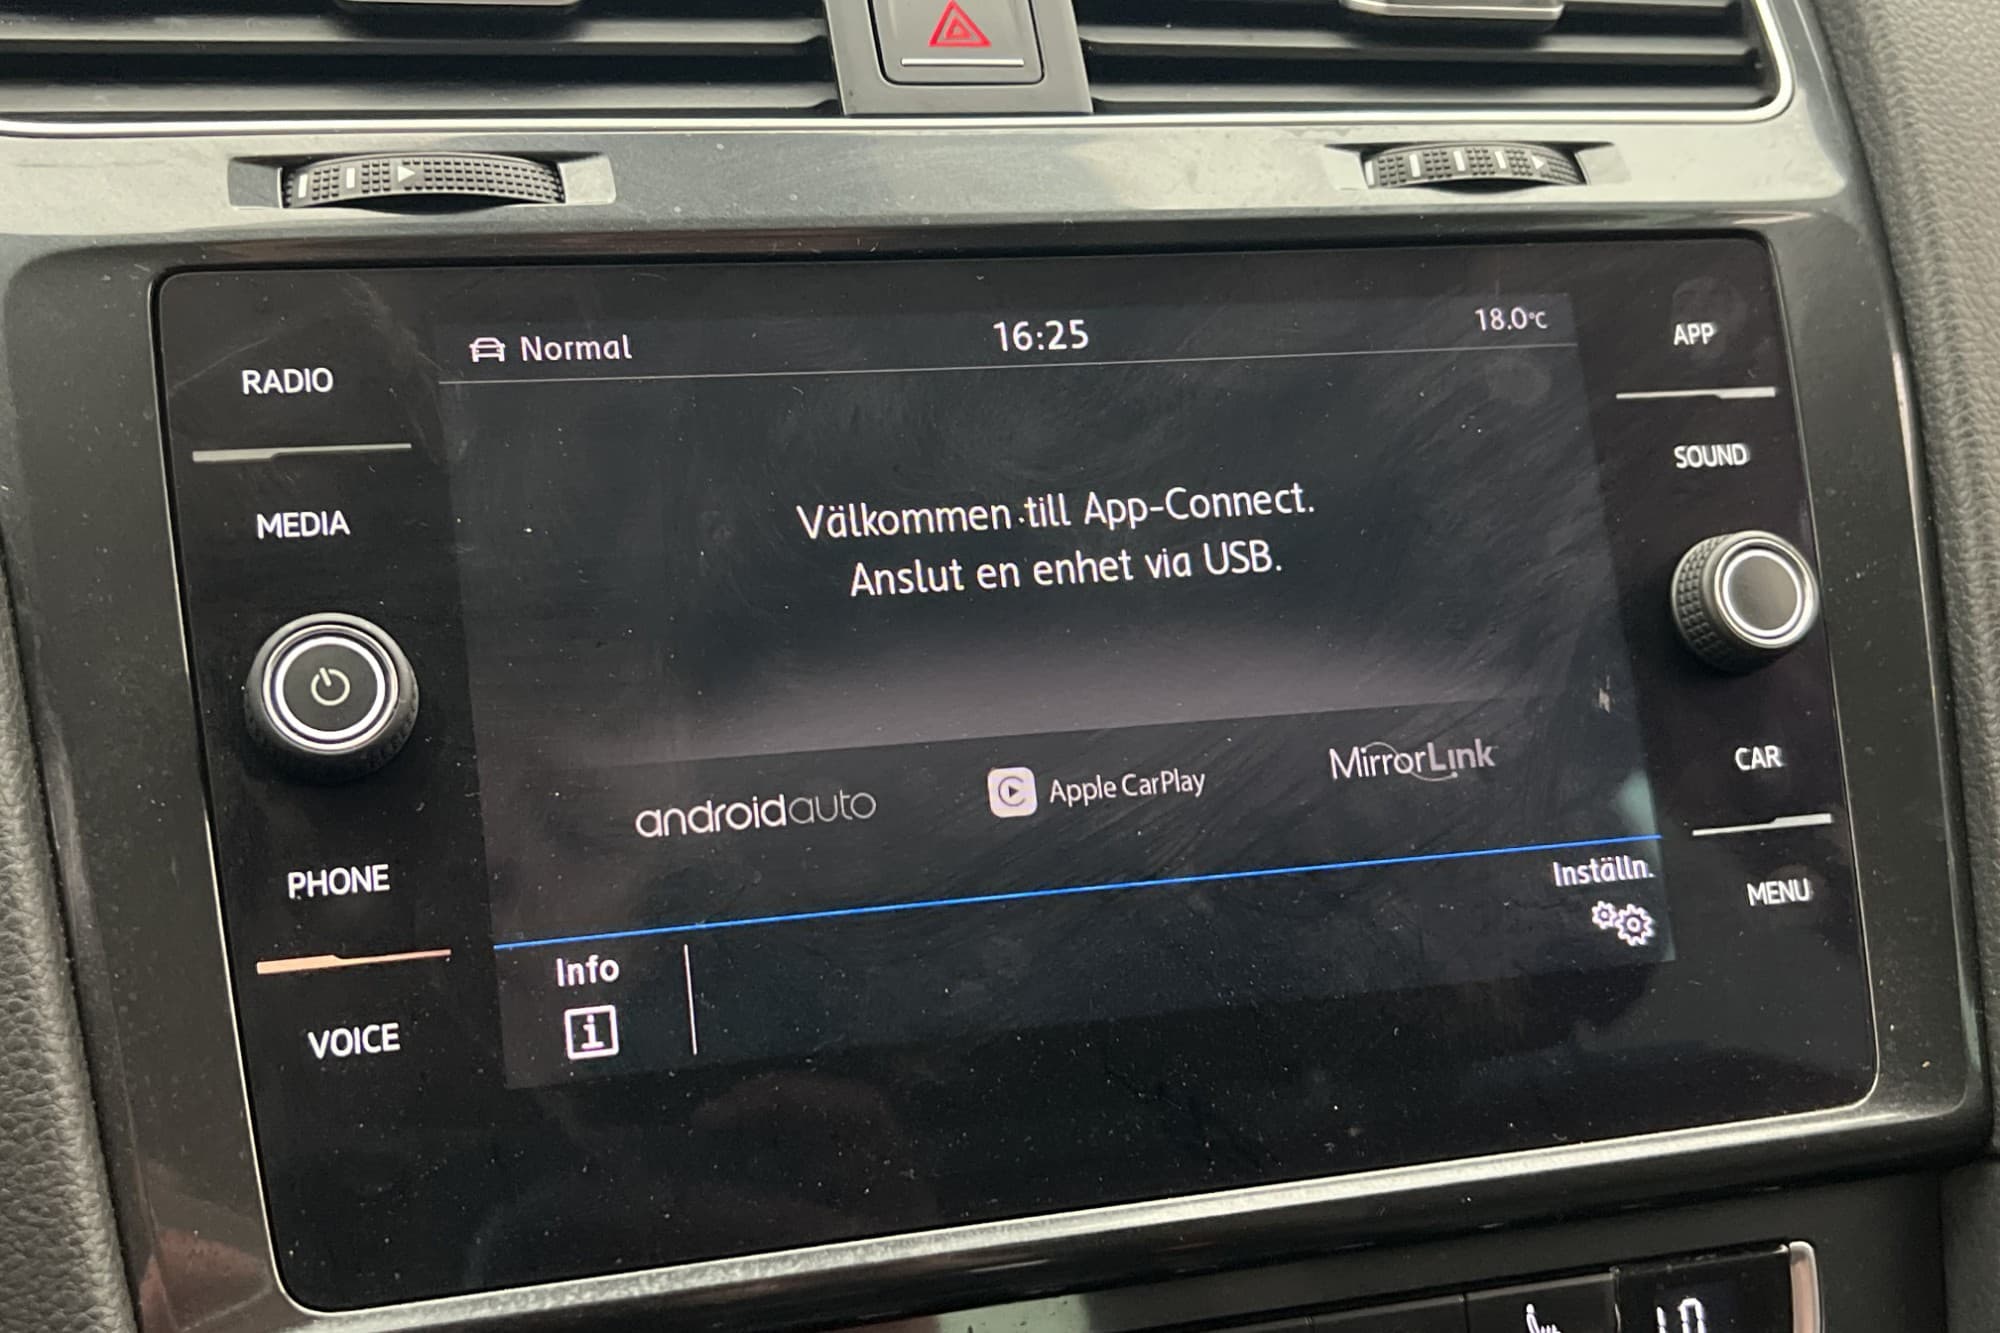 RADIO
MEDIA
PHONE
VOICE
Normal
16:25
18.0°C
Välkommen till App-Connect.
Anslut en enhet via USB.
androidauto
Apple CarPlay
MirrorLink
Inställn.
Info
i
APP
SOUND
CAR
MENU